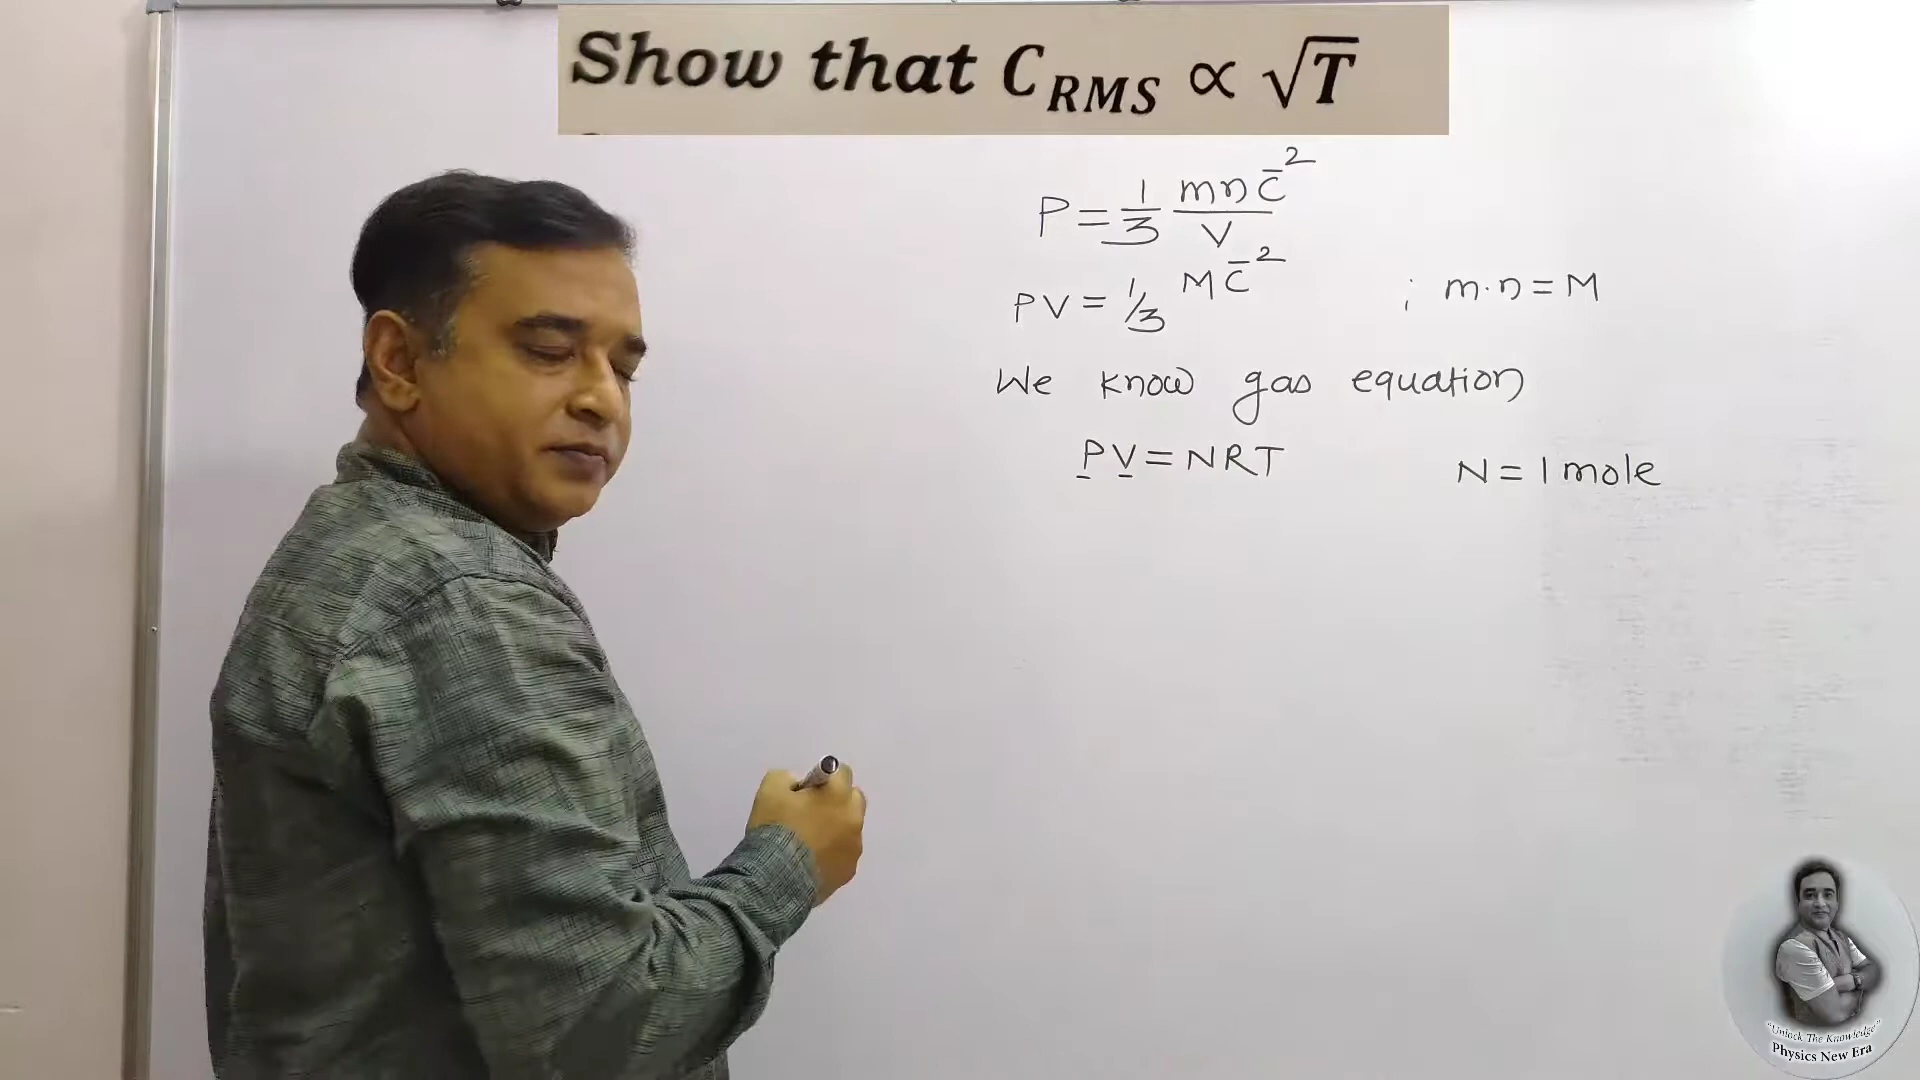 Show that C_RMS ∝ √T
P = 1/3 mnc̄²/V
PV = 1/3 Mc̄² ; m·n = M
We know gas equation
PV = NRT N = 1 mole
"Unlock The Knowledge"
Physics New Era